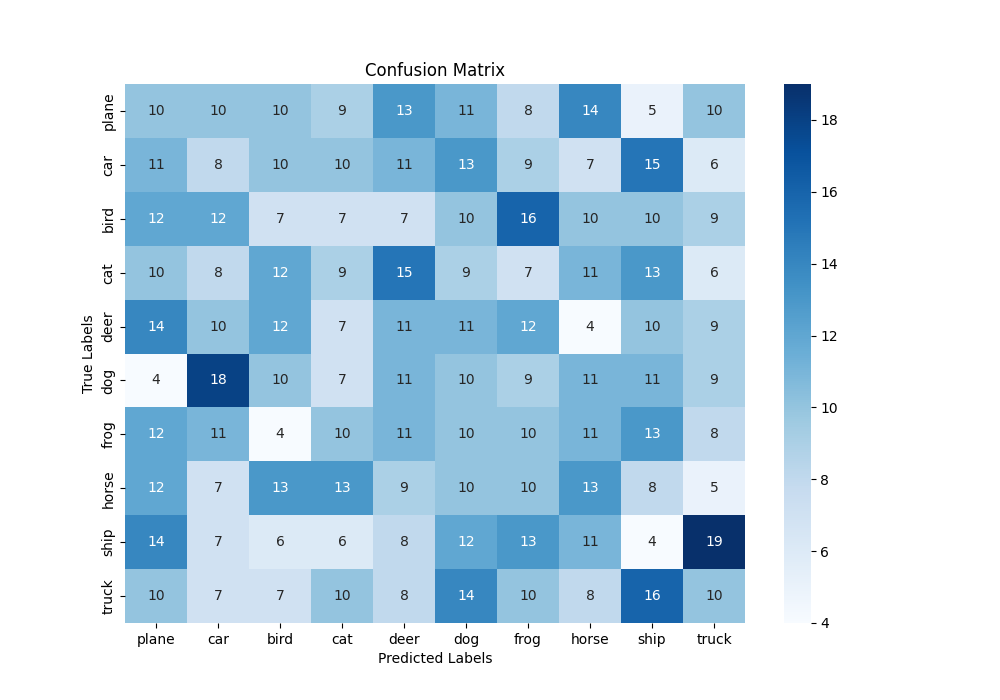 Confusion Matrix
plane 10 10 10 9 13 11 8 14 5 10
car 11 8 10 10 11 13 9 7 15 6
bird 12 12 7 7 7 10 16 10 10 9
cat 10 8 12 9 15 9 7 11 13 6
deer 14 10 12 7 11 11 12 4 10 9
dog 4 18 10 7 11 10 9 11 11 9
frog 12 11 4 10 11 10 10 11 13 8
horse 12 7 13 13 9 10 10 13 8 5
ship 14 7 6 6 8 12 13 11 4 19
truck 10 7 7 10 8 14 10 8 16 10
plane car bird cat deer dog frog horse ship truck
Predicted Labels
True Labels
18
16
14
12
10
8
6
4